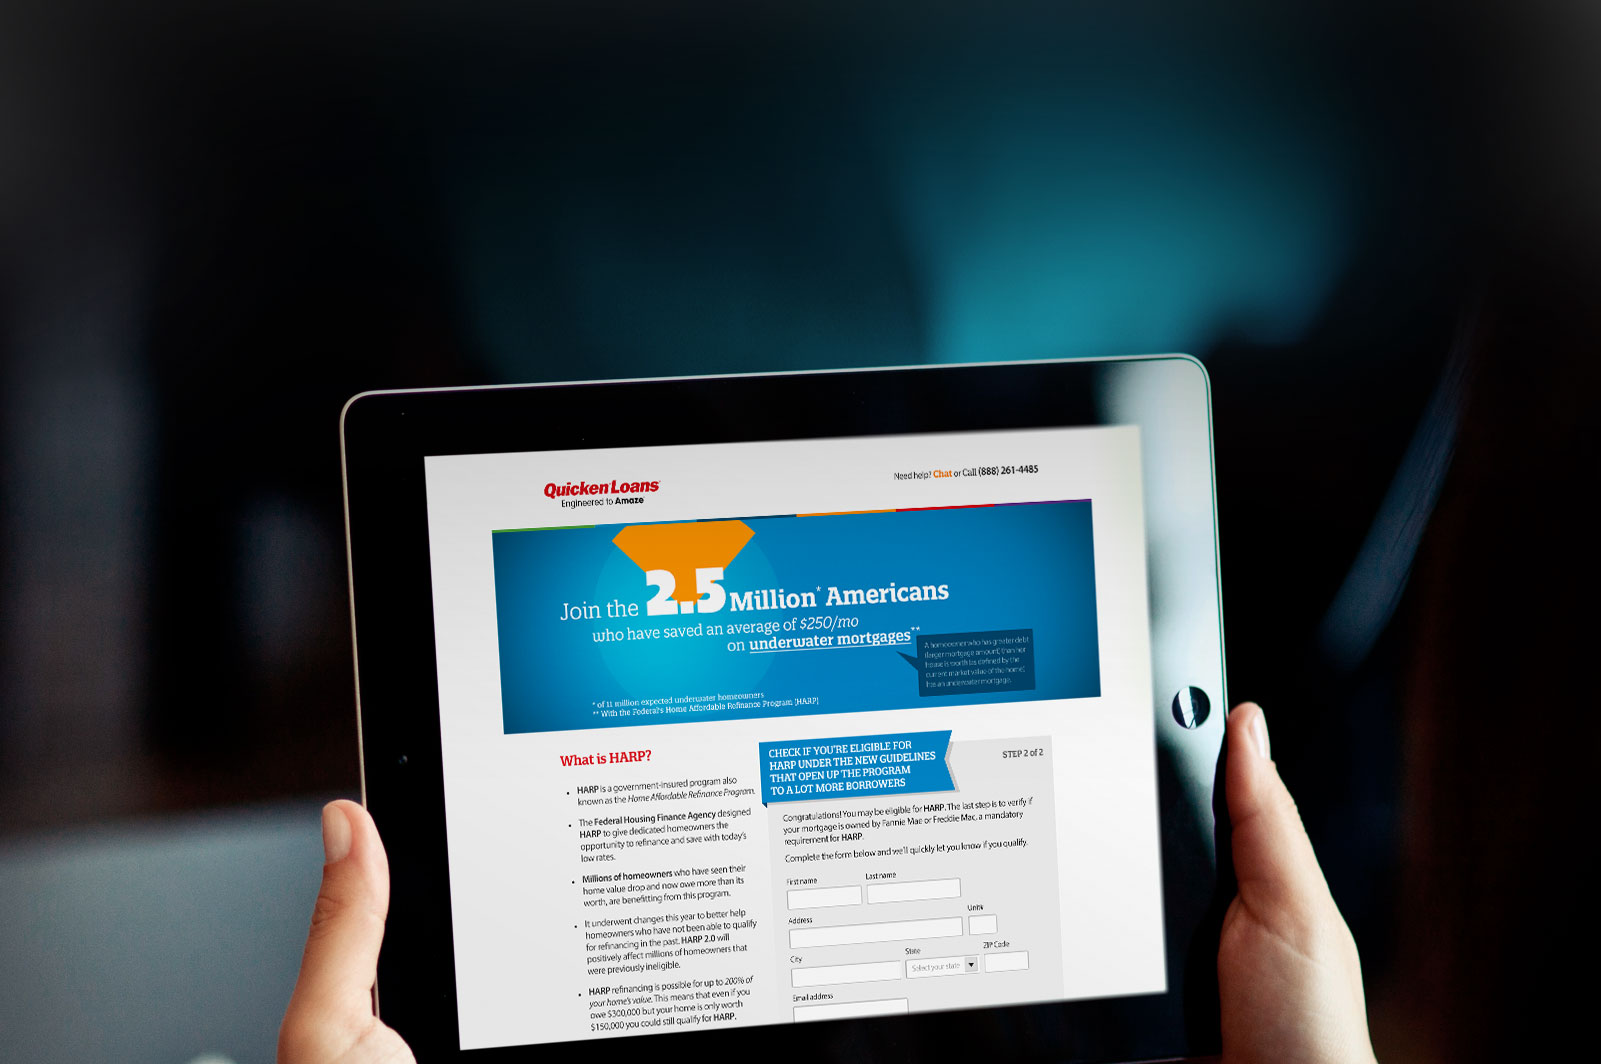 Quicken Loans
Engineered to Amaze
Need help? Chat or Call (888) 261-4485
Join the 2.5 Million* Americans
who have saved an average of $250/mo
on underwater mortgages**
A homeowner who has greater debt
(larger mortgage amount) than her
house is worth (as defined by the
current market value of the home),
has an underwater mortgage.
* of 11 million expected underwater homeowners
** With the Federal's Home Affordable Refinance Program (HARP)
What is HARP?
• HARP is a government-insured program also
known as the Home Affordable Refinance Program.
• The Federal Housing Finance Agency designed
HARP to give dedicated homeowners the
opportunity to refinance and save with today's
low rates.
• Millions of homeowners who have seen their
home value drop and now owe more than its
worth, are benefitting from this program.
• It underwent changes this year to better help
homeowners who have not been able to qualify
for refinancing in the past. HARP 2.0 will
positively affect millions of homeowners that
were previously ineligible.
• HARP refinancing is possible for up to 200% of
your home's value. This means that even if you
owe $300,000 but your home is only worth
$150,000 you could still qualify for HARP.
CHECK IF YOU'RE ELIGIBLE FOR
HARP UNDER THE NEW GUIDELINES
THAT OPEN UP THE PROGRAM
TO A LOT MORE BORROWERS
STEP 2 of 2
Congratulations! You may be eligible for HARP. The last step is to verify if
your mortgage is owned by Fannie Mae or Freddie Mac, a mandatory
requirement for HARP.
Complete the form below and we'll quickly let you know if you qualify.
First name Last name
Address Unit#
City State ZIP Code
Select your state
Email address